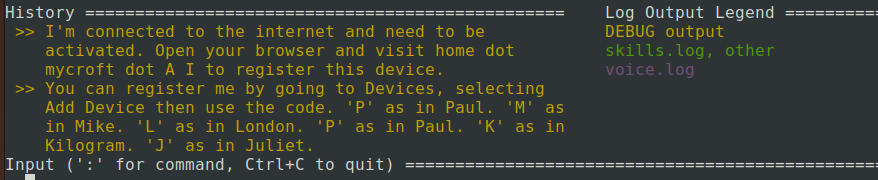 History ================================================    Log Output Legend ==========
 >> I'm connected to the internet and need to be            DEBUG output
    activated. Open your browser and visit home dot         skills.log, other
    mycroft dot A I to register this device.                voice.log
 >> You can register me by going to Devices, selecting
    Add Device then use the code. 'P' as in Paul. 'M' as
    in Mike. 'L' as in London. 'P' as in Paul. 'K' as in
    Kilogram. 'J' as in Juliet.
Input (':' for command, Ctrl+C to quit) ================================================